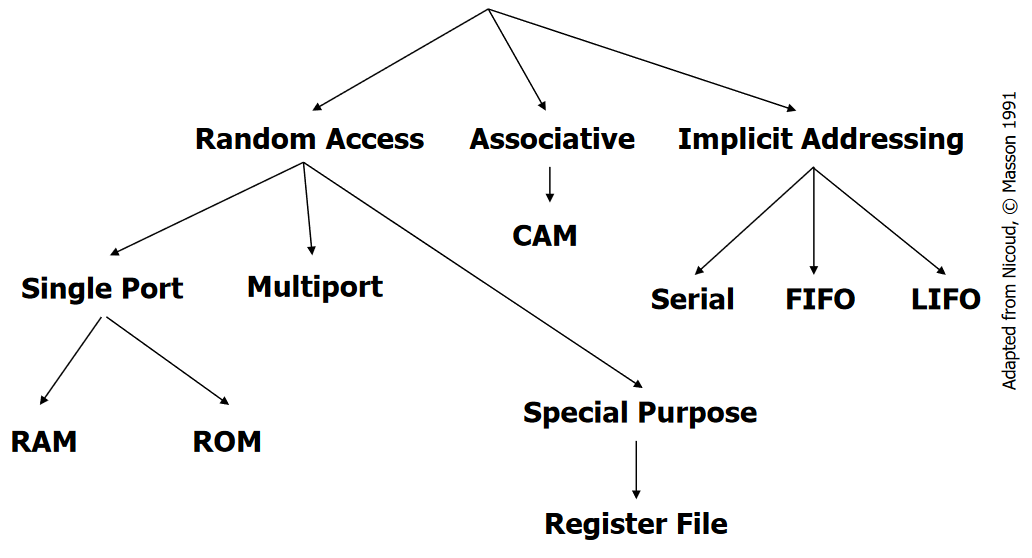 Random Access
Associative
Implicit Addressing
CAM
Single Port
Multiport
Serial
FIFO
LIFO
Special Purpose
RAM
ROM
Register File
Adapted from Nicoud, © Masson 1991